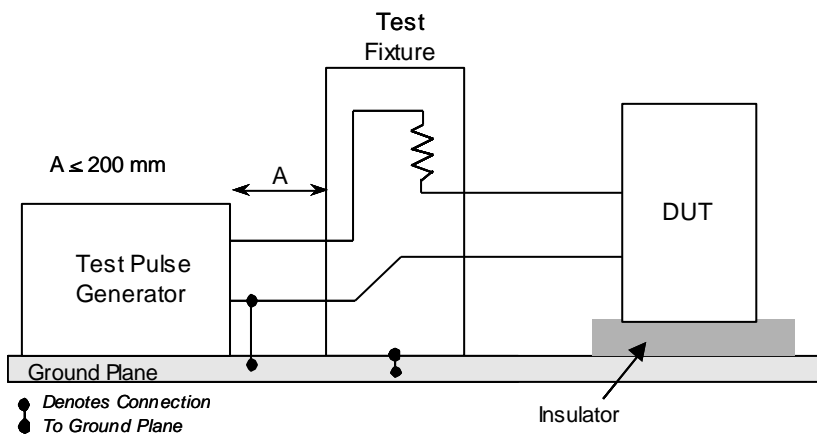 Test
Fixture
A ≤ 200 mm
A
DUT
Test Pulse
Generator
Ground Plane
Denotes Connection
To Ground Plane
Insulator